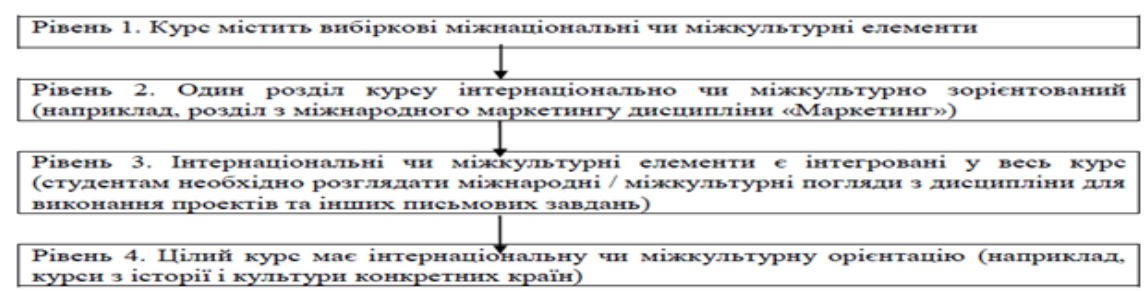 Рівень 1. Курс містить вибіркові міжнаціональні чи міжкультурні елементи
Рівень 2. Один розділ курсу інтернаціонально чи міжкультурно зорієнтований
(наприклад, розділ з міжнародного маркетингу дисципліни «Маркетинг»)
Рівень 3. Інтернаціональні чи міжкультурні елементи є інтегровані у весь курс
(студентам необхідно розглядати міжнародні / міжкультурні погляди з дисципліни для
виконання проектів та інших письмових завдань)
Рівень 4. Цілий курс має інтернаціональну чи міжкультурну орієнтацію (наприклад,
курси з історії і культури конкретних країн)